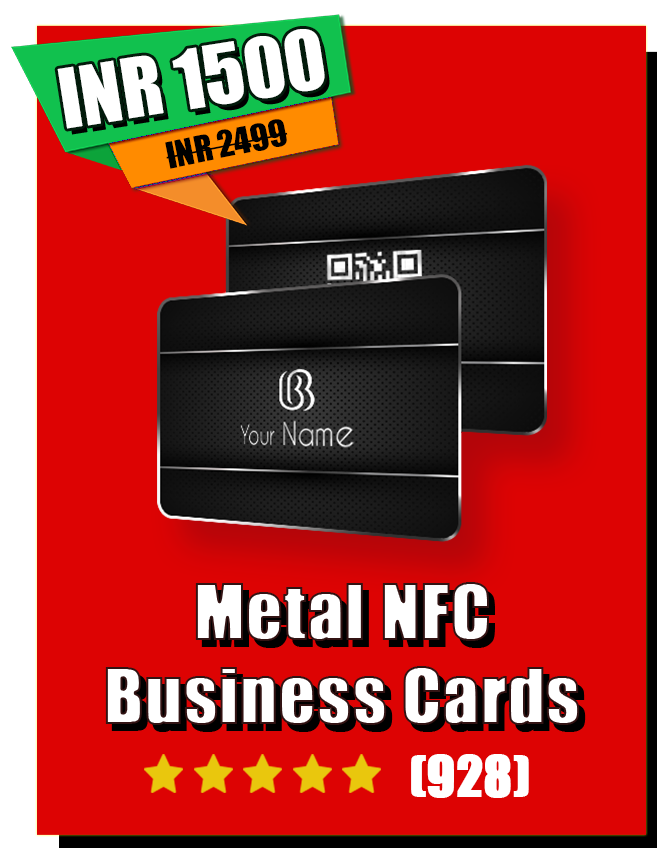 INR 1500
INR 2499
B
Your Name
Metal NFC
Business Cards
(928)